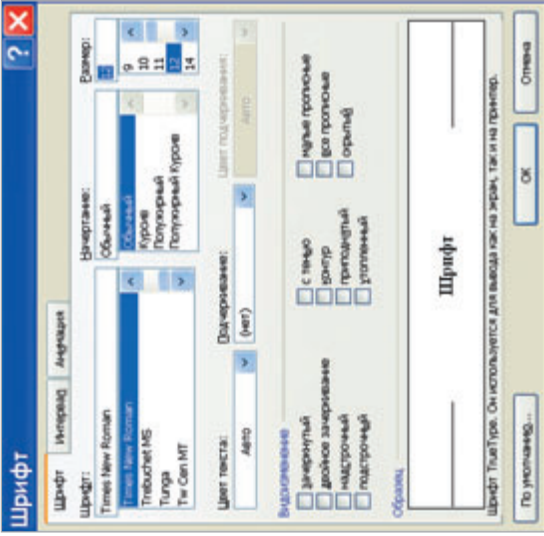 Шрифт
Шрифт Интервал Анимация
Шрифт: Начертание: Размер:
Times New Roman Обычный 12
Times New Roman Обычный 9
Trebuchet MS Курсив 10
Tunga Полужирный 11
Tw Cen MT Полужирный Курсив 12
14
Цвет текста: Подчеркивание: Цвет подчеркивания:
Авто (нет) Авто
Видоизменение
зачеркнутый с тенью малые прописные
двойное зачеркивание контур все прописные
надстрочный приподнятый скрытый
подстрочный утопленный
Образец
Шрифт
Шрифт TrueType. Он используется для вывода как на экран, так и на принтер.
По умолчанию... ОК Отмена